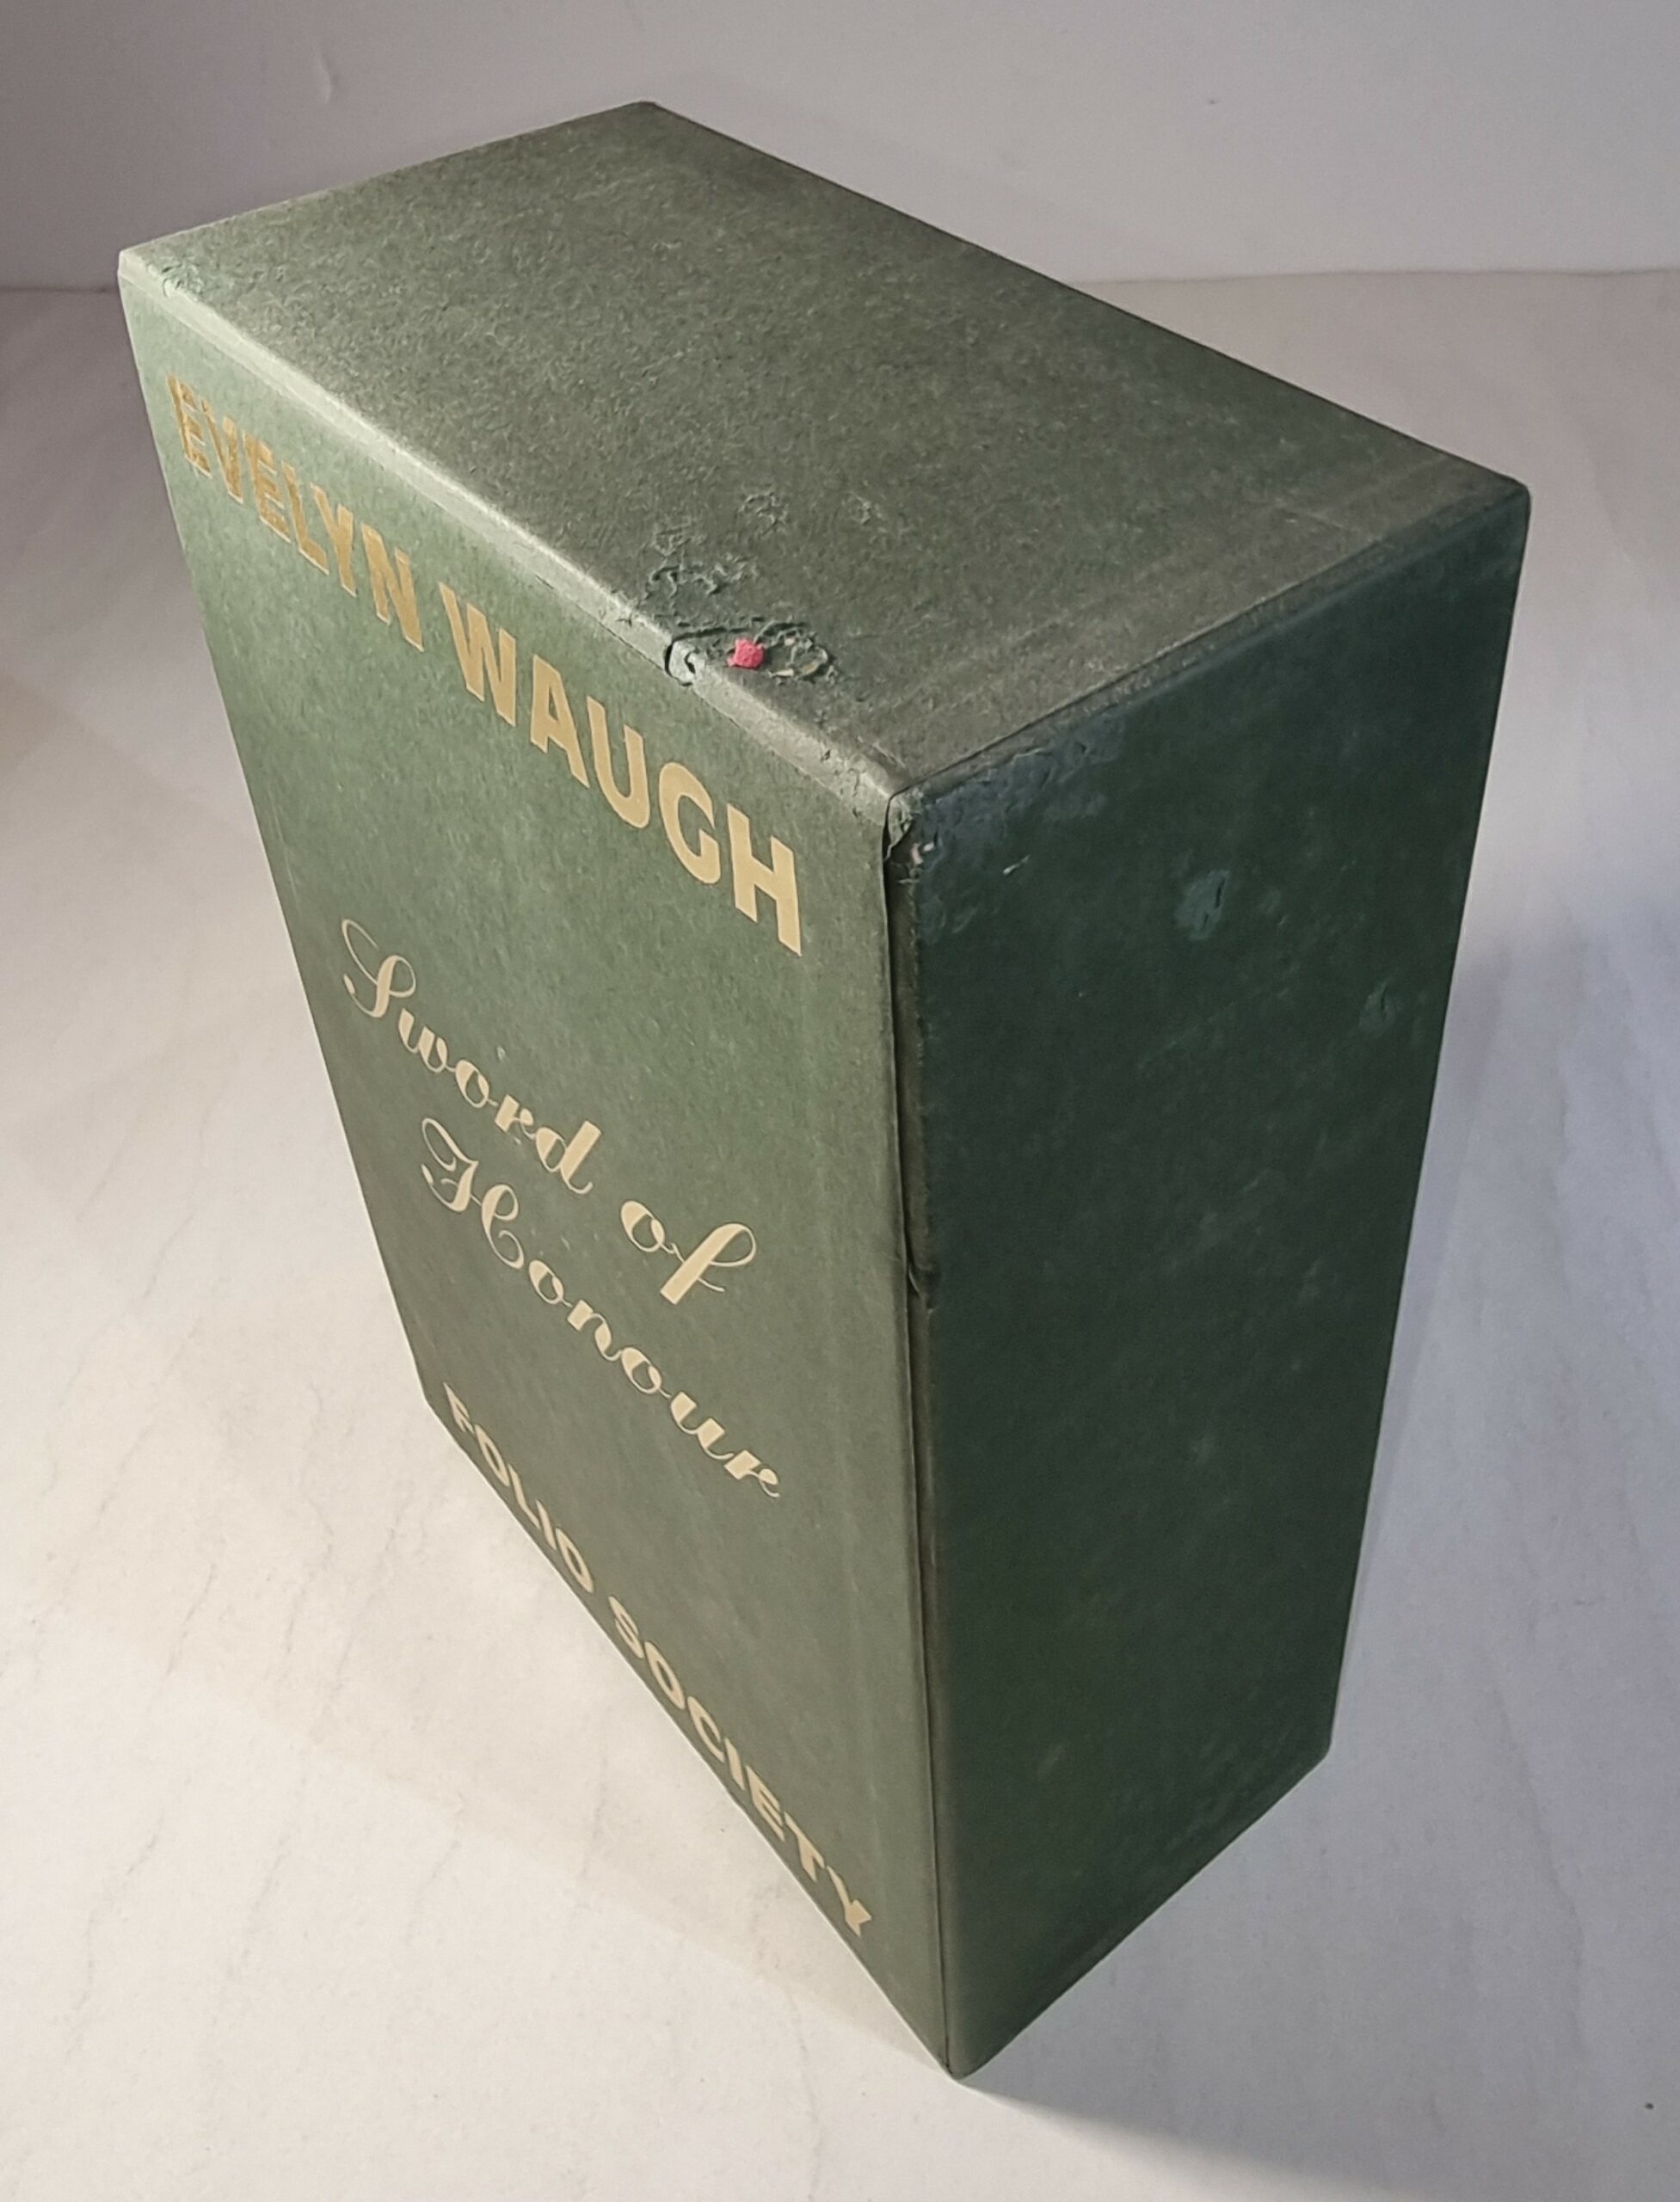 EVELYN WAUGH
Sword of
Honour
FOLIO SOCIETY